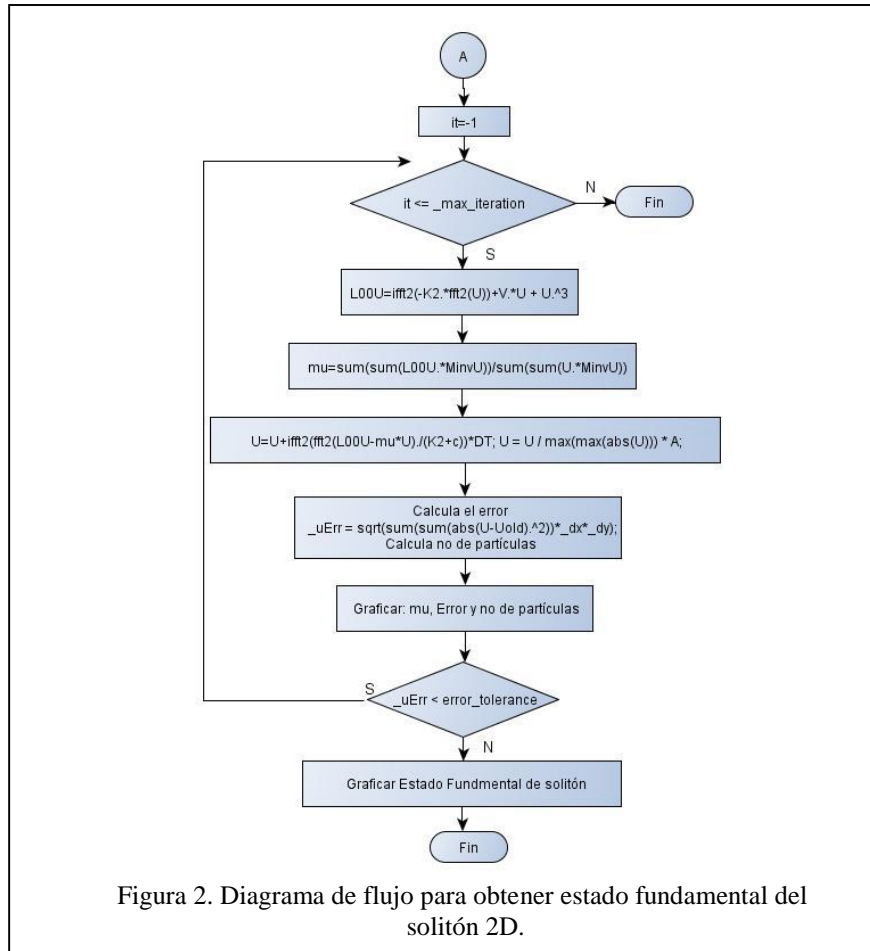 A
it=-1
it <= _max_iteration
N
Fin
S
L00U=ifft2(-K2.*fft2(U))+V.*U + U.^3
mu=sum(sum(L00U.*MinvU))/sum(sum(U.*MinvU))
U=U+ifft2(fft2(L00U-mu*U)./(K2+c))*DT; U = U / max(max(abs(U))) * A;
Calcula el error
_uErr = sqrt(sum(sum(abs(U-Uold).^2))*_dx*_dy);
Calcula no de partículas
Graficar: mu, Error y no de partículas
S
_uErr < error_tolerance
N
Graficar Estado Fundmental de solitón
Fin
Figura 2. Diagrama de flujo para obtener estado fundamental del
solitón 2D.